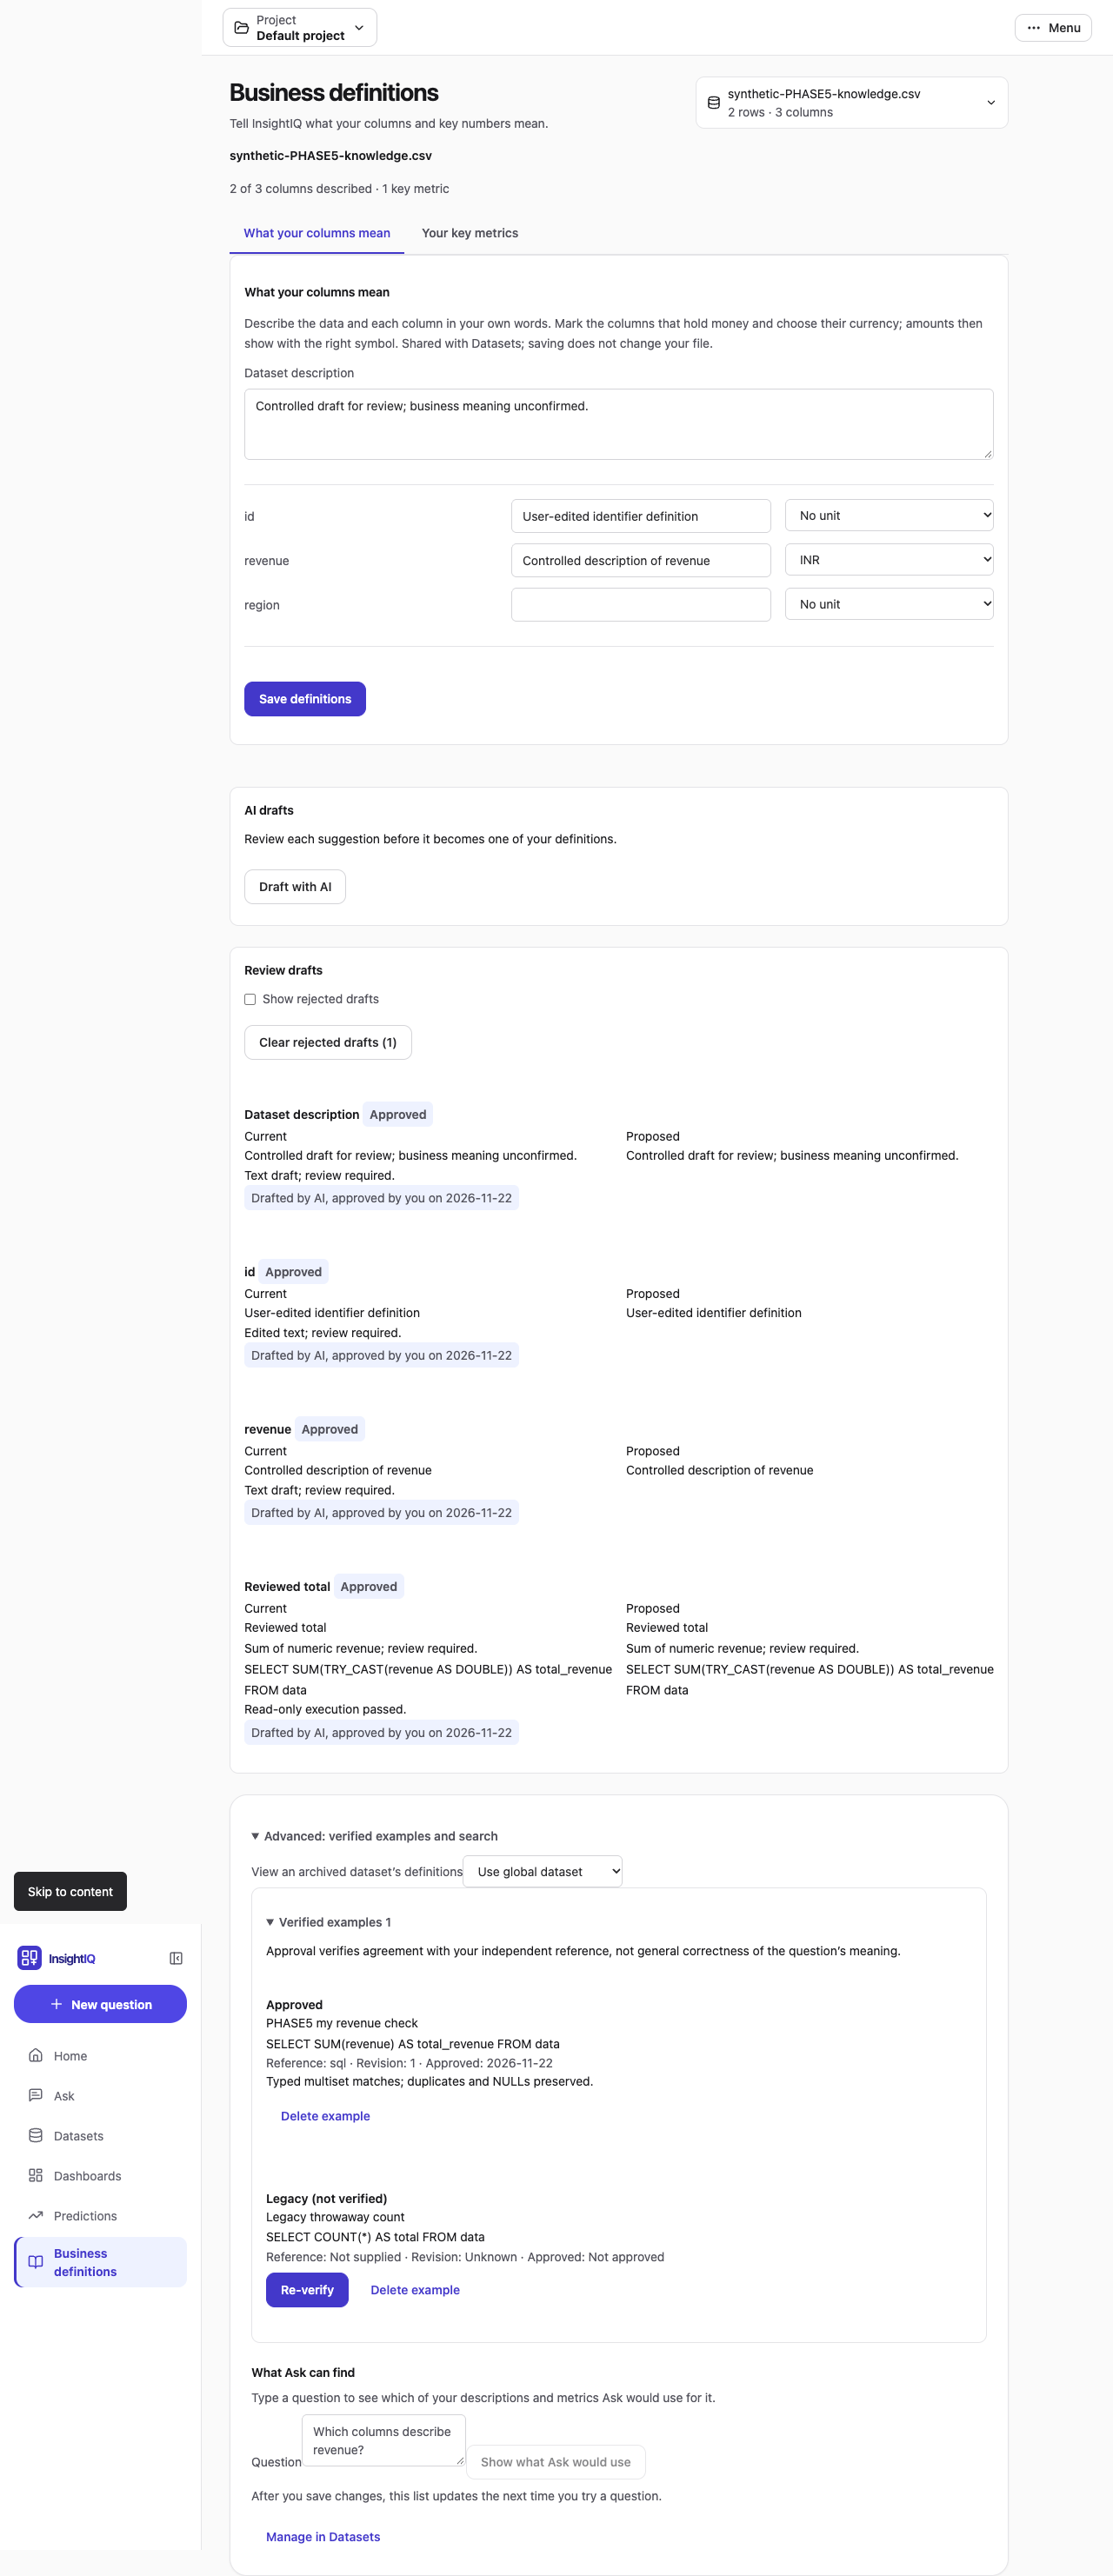 Project
Default project
Menu
Business definitions
Tell InsightIQ what your columns and key numbers mean.
synthetic-PHASE5-knowledge.csv
2 rows · 3 columns
synthetic-PHASE5-knowledge.csv
2 of 3 columns described · 1 key metric
What your columns mean
Your key metrics
What your columns mean
Describe the data and each column in your own words. Mark the columns that hold money and choose their currency; amounts then
show with the right symbol. Shared with Datasets; saving does not change your file.
Dataset description
Controlled draft for review; business meaning unconfirmed.
id
User-edited identifier definition
No unit
revenue
Controlled description of revenue
INR
region
No unit
Save definitions
AI drafts
Review each suggestion before it becomes one of your definitions.
Draft with AI
Review drafts
Show rejected drafts
Clear rejected drafts (1)
Dataset description Approved
Current
Controlled draft for review; business meaning unconfirmed.
Proposed
Controlled draft for review; business meaning unconfirmed.
Text draft; review required.
Drafted by AI, approved by you on 2026-11-22
id Approved
Current
User-edited identifier definition
Proposed
User-edited identifier definition
Edited text; review required.
Drafted by AI, approved by you on 2026-11-22
revenue Approved
Current
Controlled description of revenue
Proposed
Controlled description of revenue
Text draft; review required.
Drafted by AI, approved by you on 2026-11-22
Reviewed total Approved
Current
Reviewed total
Sum of numeric revenue; review required.
SELECT SUM(TRY_CAST(revenue AS DOUBLE)) AS total_revenue
FROM data
Proposed
Reviewed total
Sum of numeric revenue; review required.
SELECT SUM(TRY_CAST(revenue AS DOUBLE)) AS total_revenue
FROM data
Read-only execution passed.
Drafted by AI, approved by you on 2026-11-22
Advanced: verified examples and search
View an archived dataset’s definitions
Use global dataset
Verified examples 1
Approval verifies agreement with your independent reference, not general correctness of the question’s meaning.
Approved
PHASE5 my revenue check
SELECT SUM(revenue) AS total_revenue FROM data
Reference: sql · Revision: 1 · Approved: 2026-11-22
Typed multiset matches; duplicates and NULLs preserved.
Delete example
Legacy (not verified)
Legacy throwaway count
SELECT COUNT(*) AS total FROM data
Reference: Not supplied · Revision: Unknown · Approved: Not approved
Re-verify
Delete example
What Ask can find
Type a question to see which of your descriptions and metrics Ask would use for it.
Question
Which columns describe
revenue?
Show what Ask would use
After you save changes, this list updates the next time you try a question.
Manage in Datasets
Skip to content
InsightIQ
New question
Home
Ask
Datasets
Dashboards
Predictions
Business
definitions